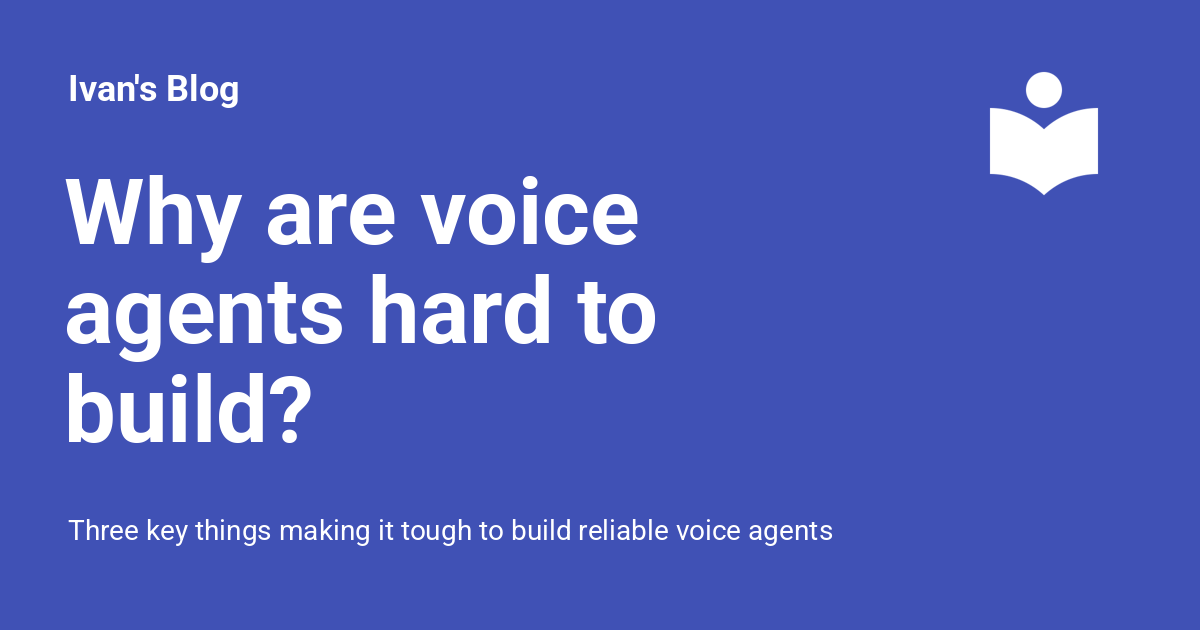 Ivan's Blog
Why are voice
agents hard to
build?
Three key things making it tough to build reliable voice agents